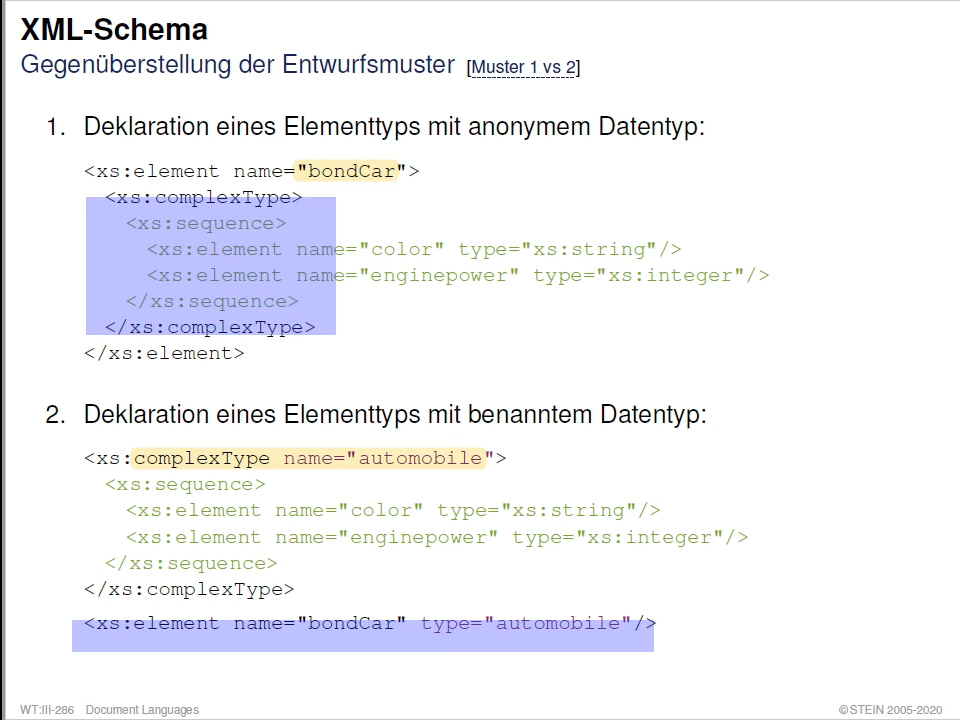 XML-Schema
Gegenüberstellung der Entwurfsmuster [Muster 1 vs 2]
1. Deklaration eines Elementtyps mit anonymem Datentyp:
<xs:element name="bondCar">
<xs:complexType>
<xs:sequence>
<xs:element name="color" type="xs:string"/>
<xs:element name="enginepower" type="xs:integer"/>
</xs:sequence>
</xs:complexType>
</xs:element>
2. Deklaration eines Elementtyps mit benanntem Datentyp:
<xs:complexType name="automobile">
<xs:sequence>
<xs:element name="color" type="xs:string"/>
<xs:element name="enginepower" type="xs:integer"/>
</xs:sequence>
</xs:complexType>
<xs:element name="bondCar" type="automobile"/>
WT:III-286 Document Languages ©STEIN 2005-2020